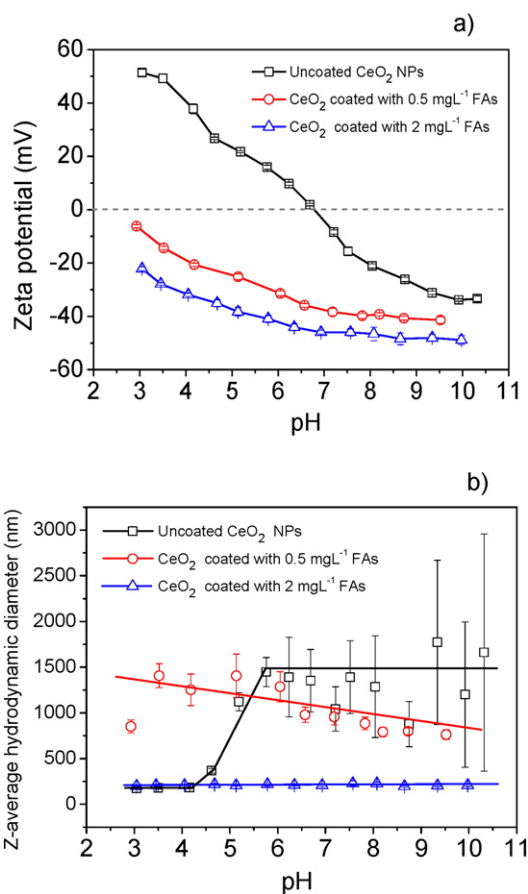 a)
60
40
20
0
-20
-40
-60
Zeta potential (mV)
Uncoated CeO₂ NPs
CeO₂ coated with 0.5 mgL⁻¹ FAs
CeO₂ coated with 2 mgL⁻¹ FAs
2 3 4 5 6 7 8 9 10 11
pH
b)
3000
2500
2000
1500
1000
500
0
Z-average hydrodynamic diameter (nm)
Uncoated CeO₂ NPs
CeO₂ coated with 0.5 mgL⁻¹ FAs
CeO₂ coated with 2 mgL⁻¹ FAs
2 3 4 5 6 7 8 9 10 11
pH